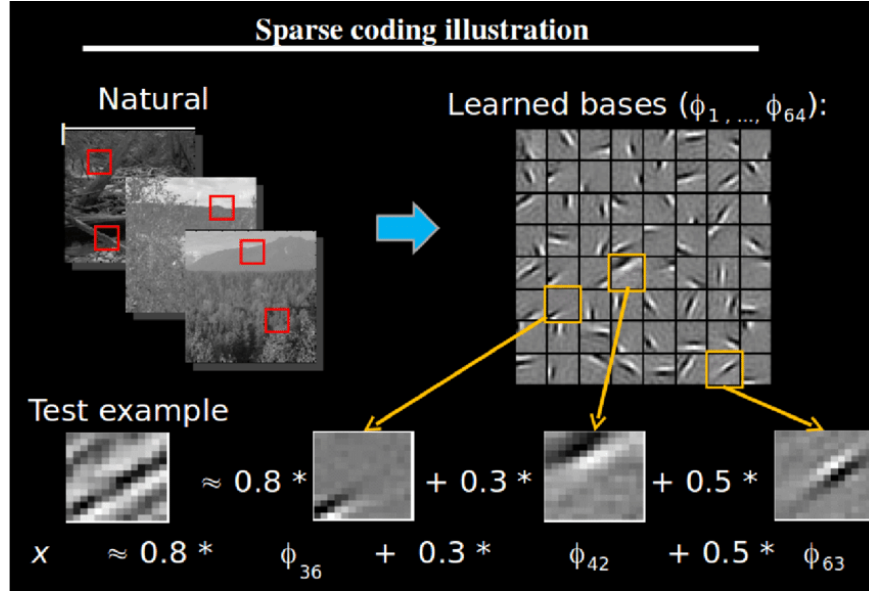 Sparse coding illustration
Natural
Learned bases (ϕ1 , ..., ϕ64):
Test example
≈ 0.8 * + 0.3 * + 0.5 *
x ≈ 0.8 * ϕ36 + 0.3 * ϕ42 + 0.5 * ϕ63